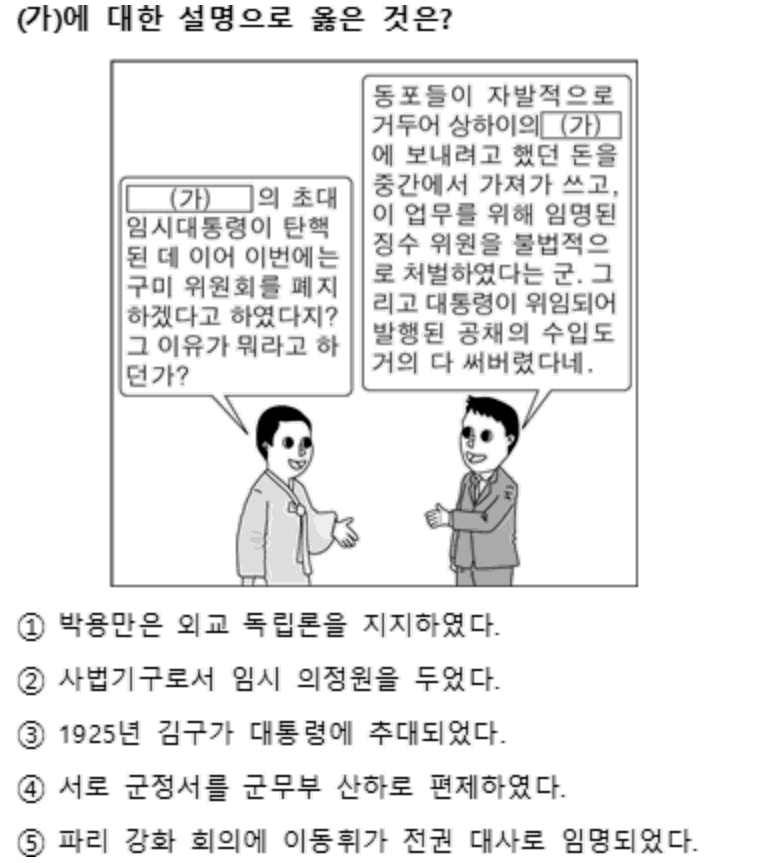 (가)에 대한 설명으로 옳은 것은?
(가) 의 초대
임시대통령이 탄핵
된 데 이어 이번에는
구미 위원회를 폐지
하겠다고 하였다지?
그 이유가 뭐라고 하
던가?
동포들이 자발적으로
거두어 상하이의 (가)
에 보내려고 했던 돈을
중간에서 가져가 쓰고,
이 업무를 위해 임명된
징수 위원을 불법적으
로 처벌하였다는 군. 그
리고 대통령이 위임되어
발행된 공채의 수입도
거의 다 써버렸다네.
① 박용만은 외교 독립론을 지지하였다.
② 사법기구로서 임시 의정원을 두었다.
③ 1925년 김구가 대통령에 추대되었다.
④ 서로 군정서를 군무부 산하로 편제하였다.
⑤ 파리 강화 회의에 이동휘가 전권 대사로 임명되었다.